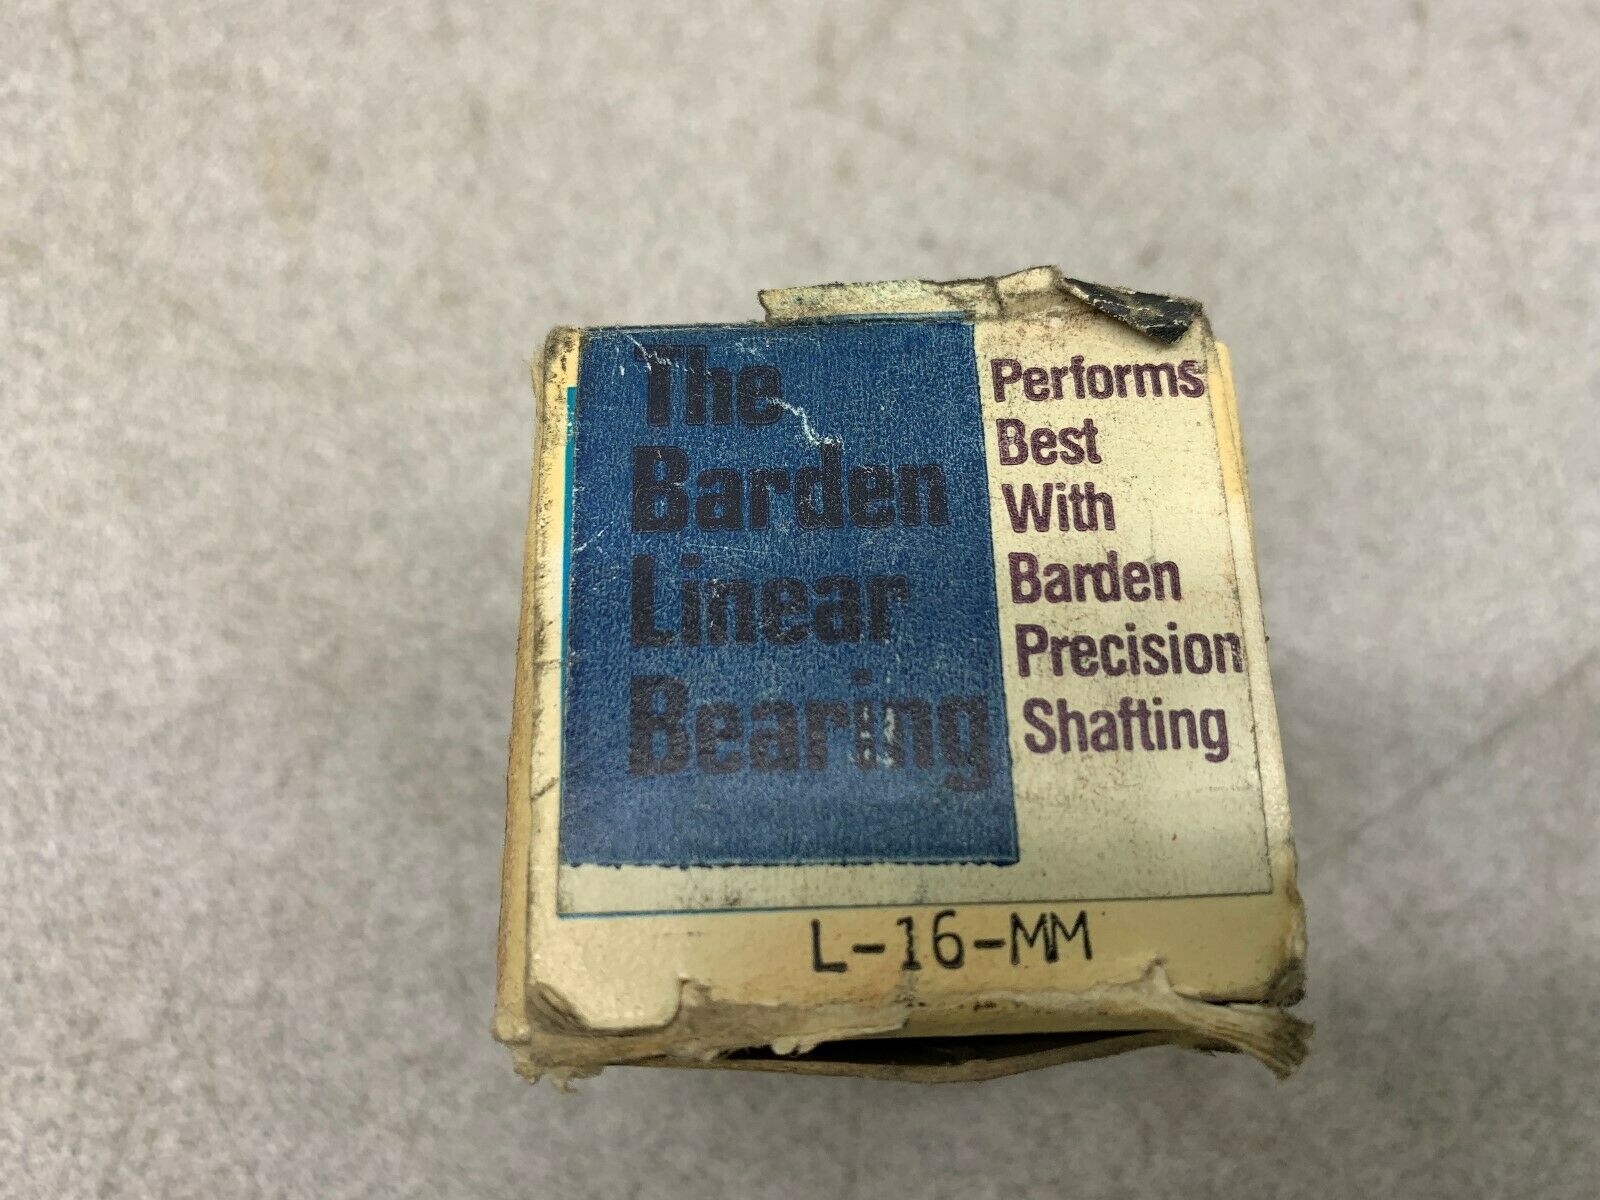 The
Barden
Linear
Bearing
Performs
Best
With
Barden
Precision
Shafting
L-16-MM